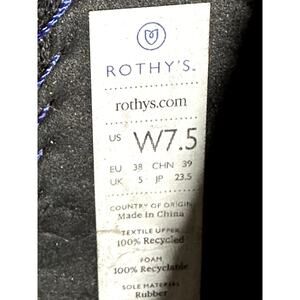 ROTHY'S
rothys.com
US W7.5
EU 38 CHN 39
UK 5 JP 23.5
COUNTRY OF ORIGIN
Made in China
TEXTILE UPPER
100% Recycled
FOAM
100% Recyclable
SOLE MATERIAL
Rubber